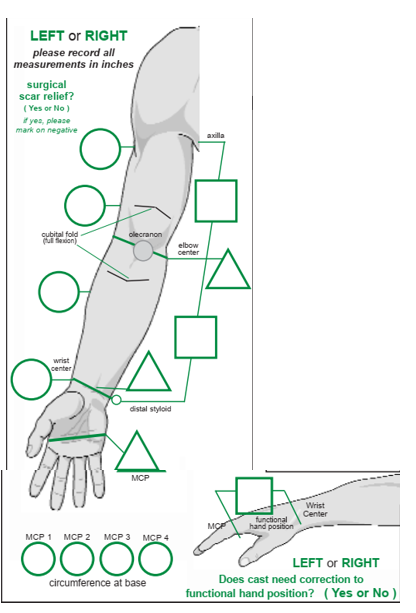 LEFT or RIGHT
please record all
measurements in inches
surgical
scar relief?
( Yes or No )
if yes, please
mark on negative
axilla
cubital fold
(full flexion)
olecranon
elbow
center
wrist
center
distal styloid
MCP
MCP 1 MCP 2 MCP 3 MCP 4
circumference at base
MCP
functional
hand position
Wrist
Center
LEFT or RIGHT
Does cast need correction to
functional hand position? ( Yes or No )